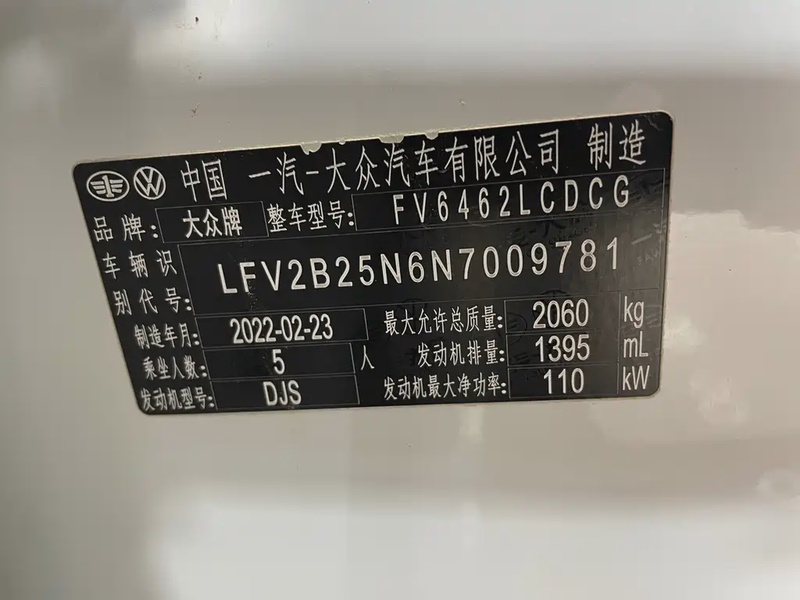 中国 一汽-大众汽车有限公司 制造
品牌: 大众牌 整车型号: FV6462LCDCG
车辆识别代号: LFV2B25N6N7009781
制造年月: 2022-02-23 最大允许总质量: 2060 kg
乘坐人数: 5 人 发动机排量: 1395 mL
发动机型号: DJS 发动机最大净功率: 110 kW